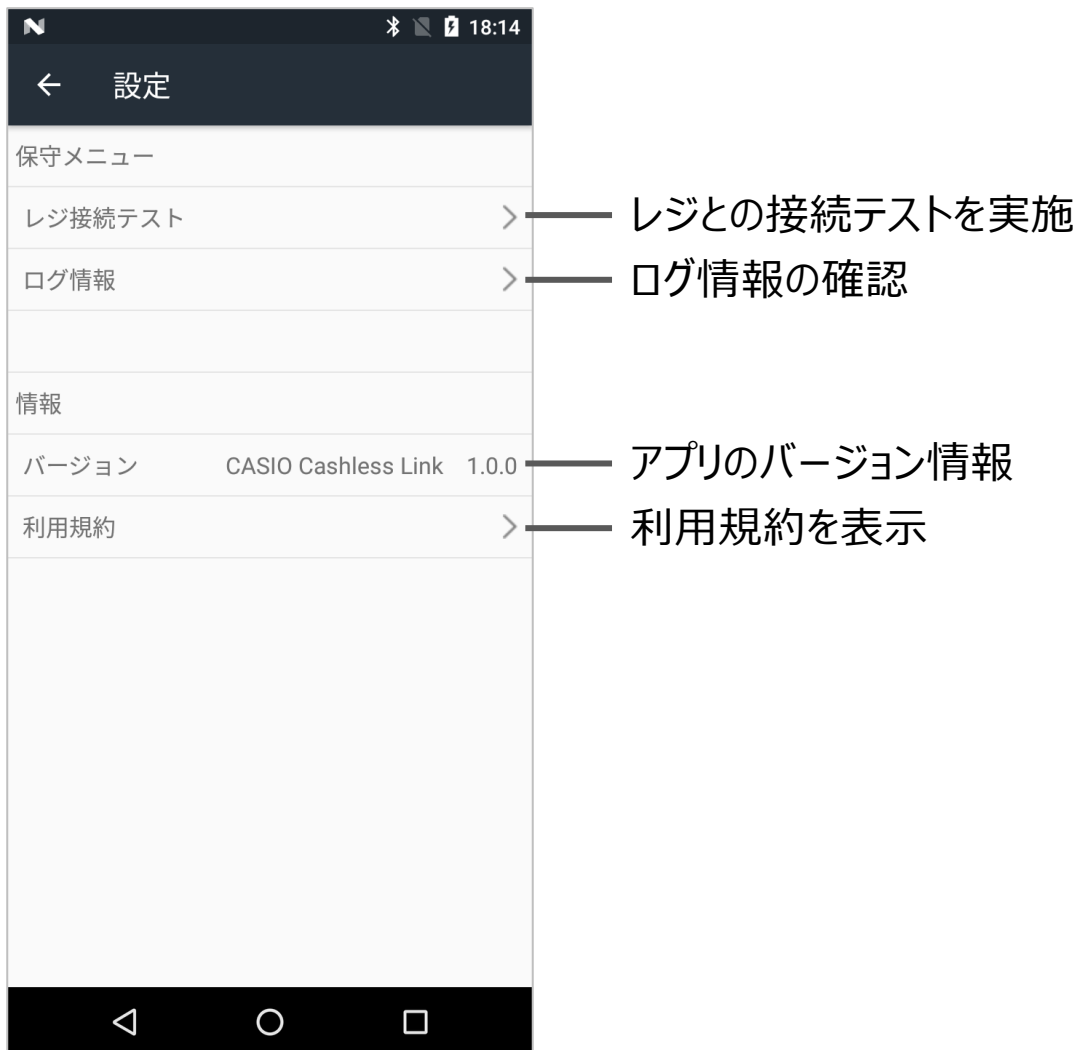 18:14
設定
保守メニュー
レジ接続テスト
レジとの接続テストを実施
ログ情報
ログ情報の確認
情報
バージョン CASIO Cashless Link 1.0.0
アプリのバージョン情報
利用規約
利用規約を表示